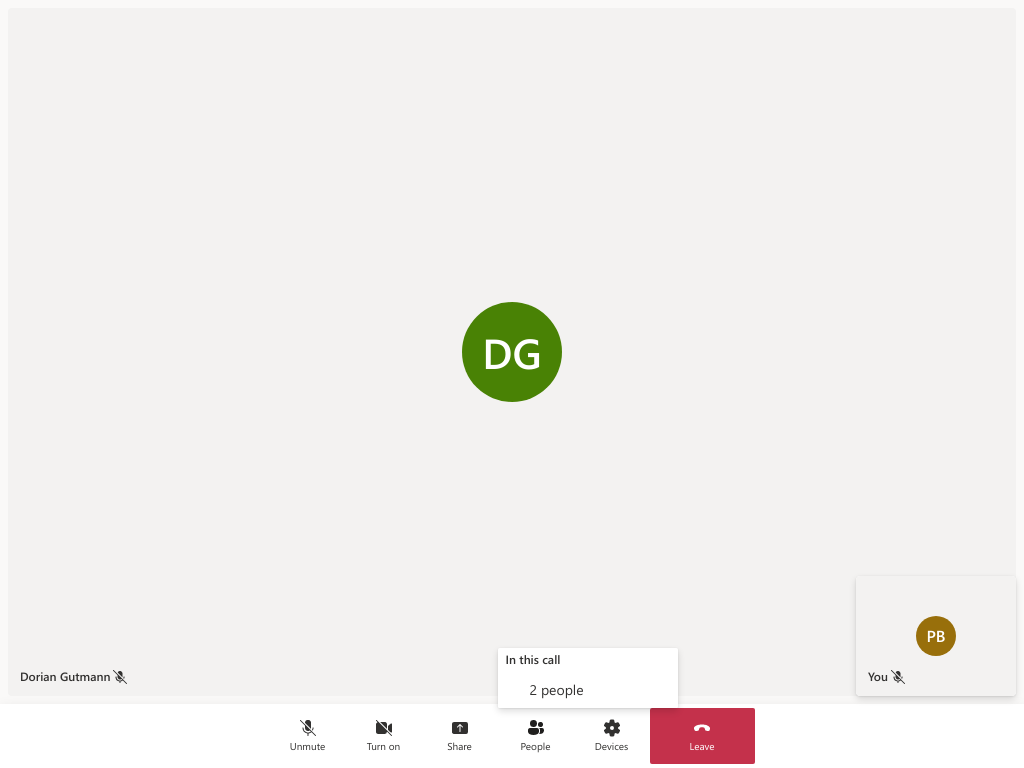 DG
PB
Dorian Gutmann
You
In this call
2 people
Unmute
Turn on
Share
People
Devices
Leave